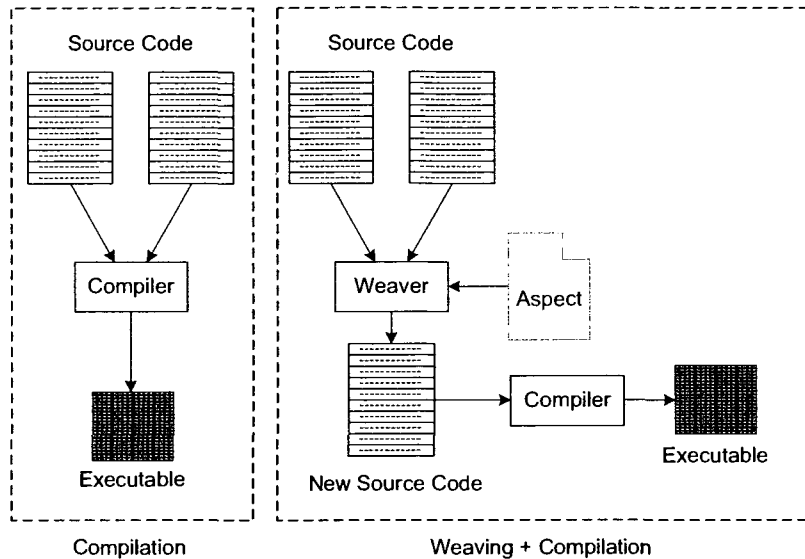 Source Code
Compiler
Executable
Compilation
Source Code
Weaver
Aspect
New Source Code
Compiler
Executable
Weaving + Compilation